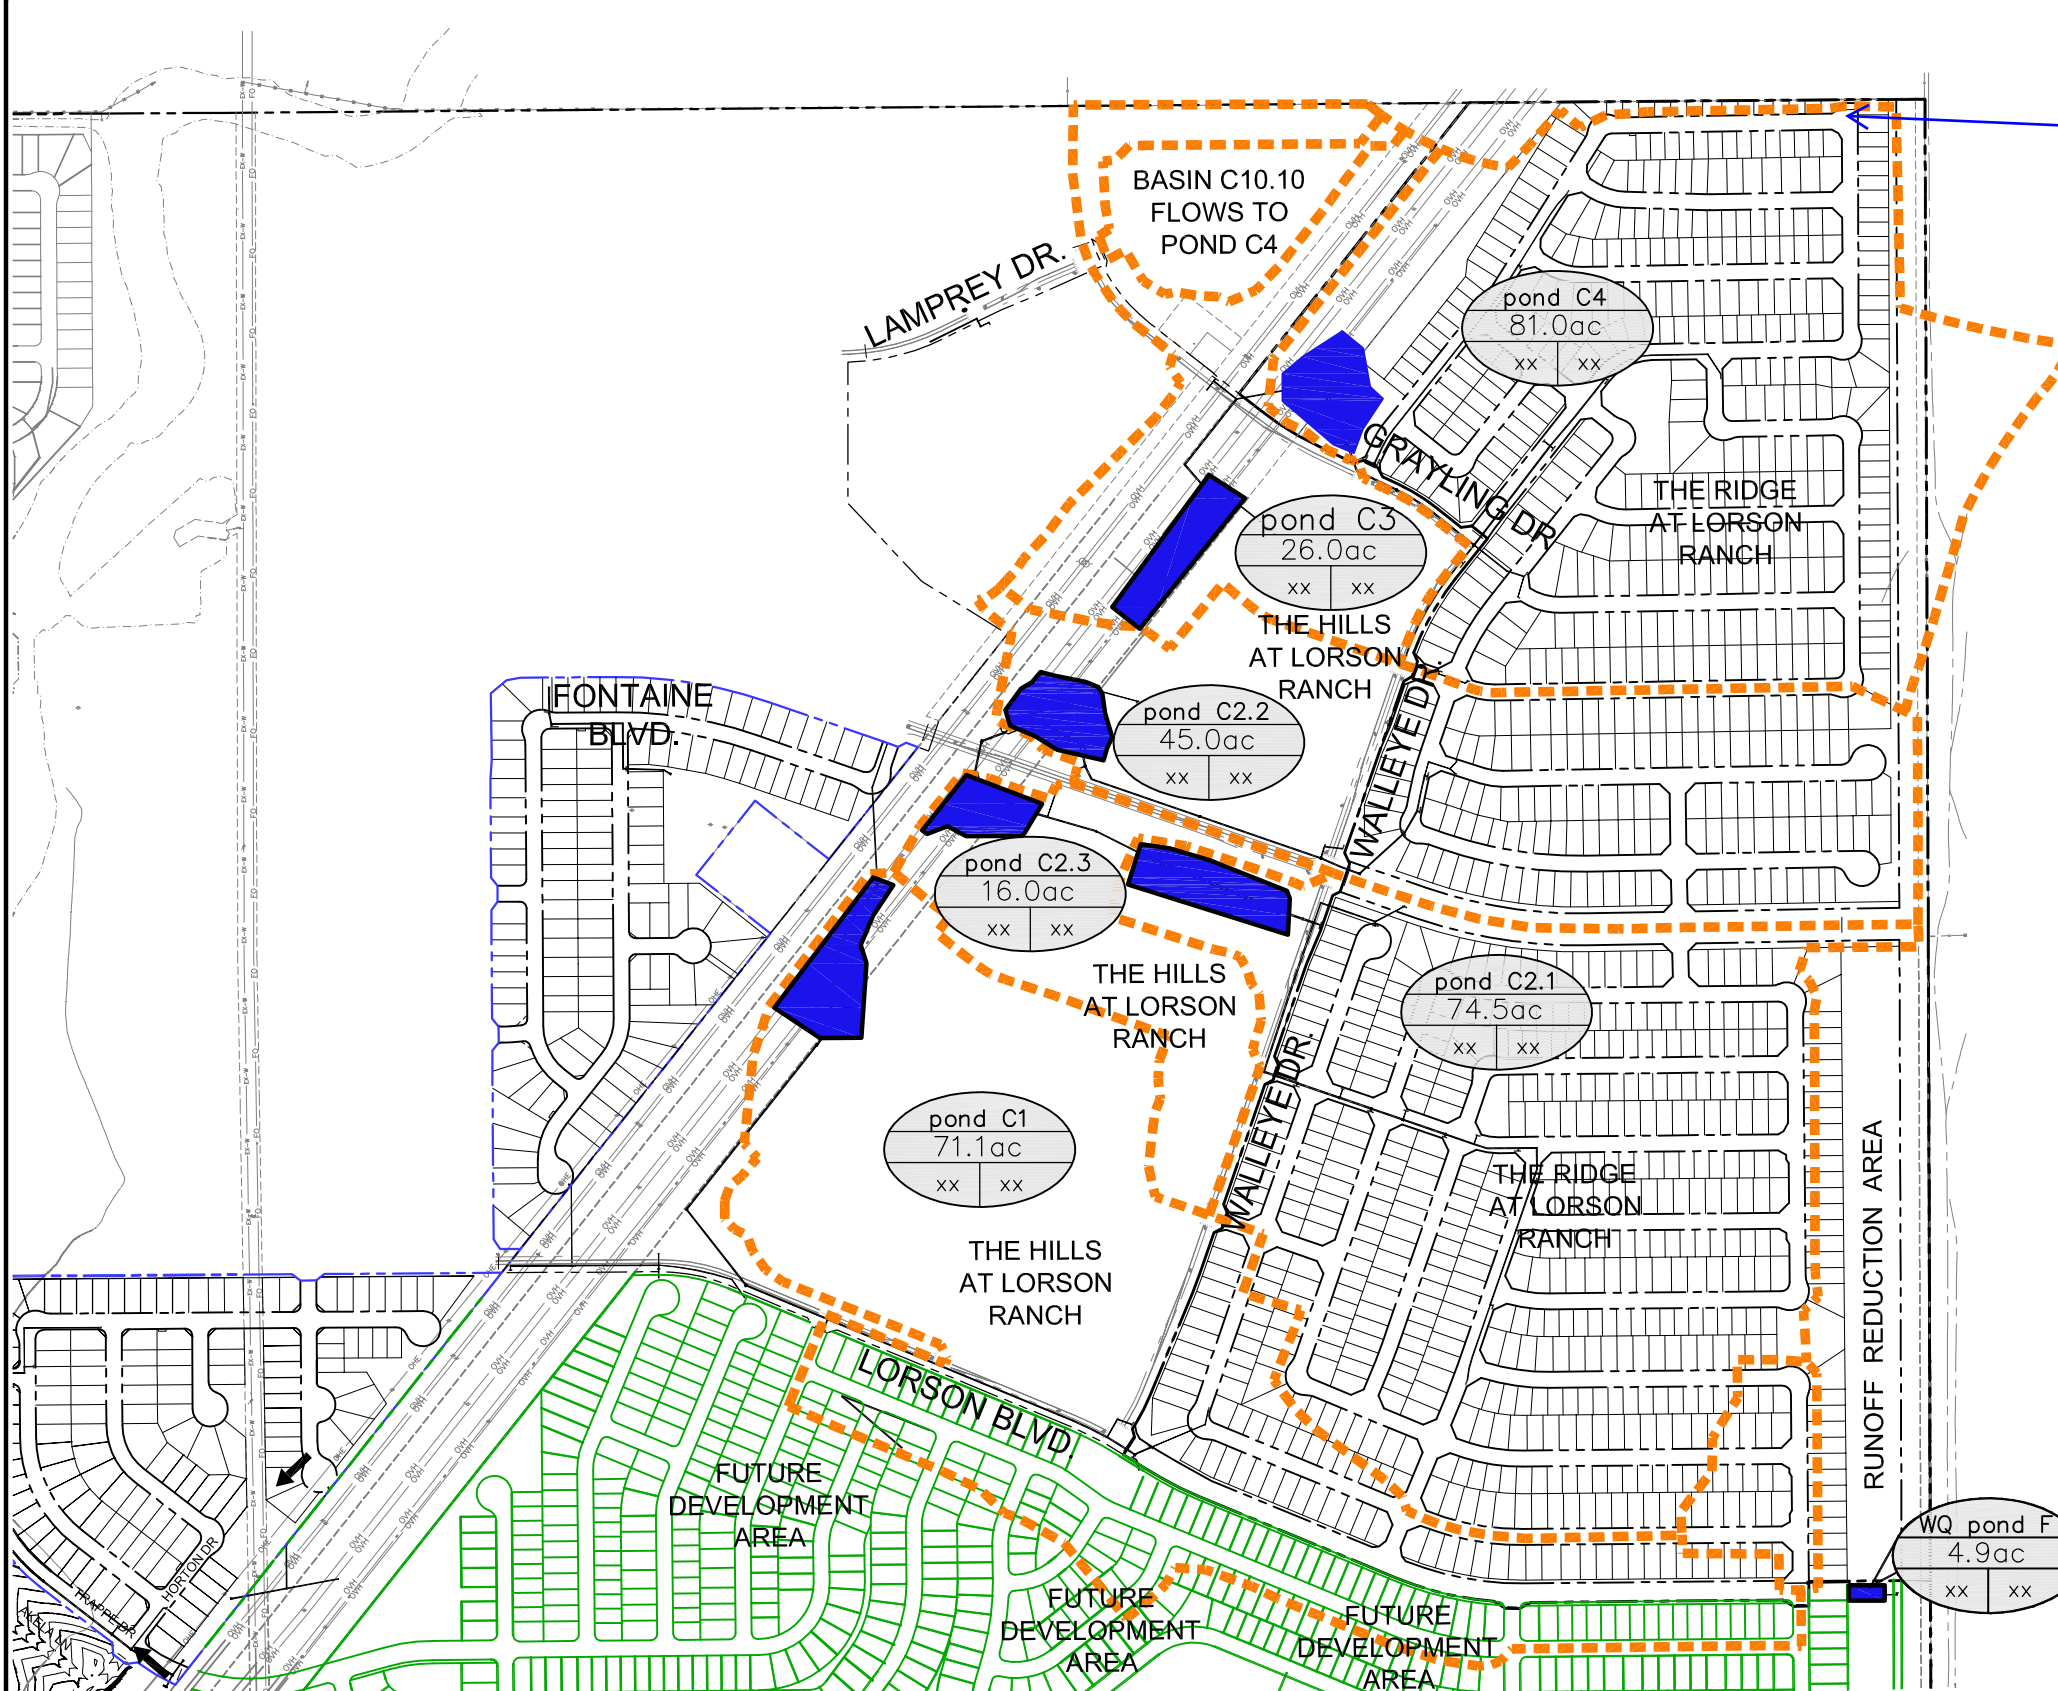 BASIN C10.10
FLOWS TO
POND C4
LAMPREY DR.
pond C4
81.0ac
xx xx
GRAYLING DR
THE RIDGE
AT LORSON
RANCH
pond C3
26.0ac
xx xx
THE HILLS
AT LORSON
RANCH
FONTAINE
BLVD.
pond C2.2
45.0ac
xx xx
WALLEYE DR.
pond C2.3
16.0ac
xx xx
THE HILLS
AT LORSON
RANCH
pond C2.1
74.5ac
xx xx
WALLEYE DR.
pond C1
71.1ac
xx xx
THE RIDGE
AT LORSON
RANCH
RUNOFF REDUCTION AREA
THE HILLS
AT LORSON
RANCH
LORSON BLVD.
FUTURE
DEVELOPMENT
AREA
WQ pond F
4.9ac
xx xx
HORTON DR
TRAPPE DR
FUTURE
DEVELOPMENT
AREA
FUTURE
DEVELOPMENT
AREA